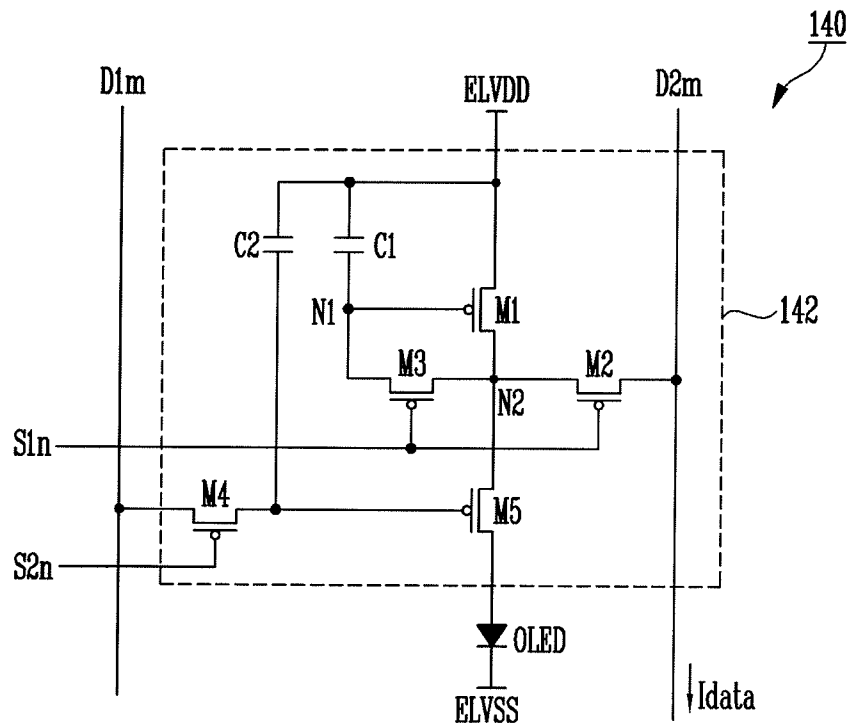 140
D1m
ELVDD
D2m
C2
C1
N1
M1
142
M3
M2
N2
S1n
M4
M5
S2n
OLED
ELVSS
Idata